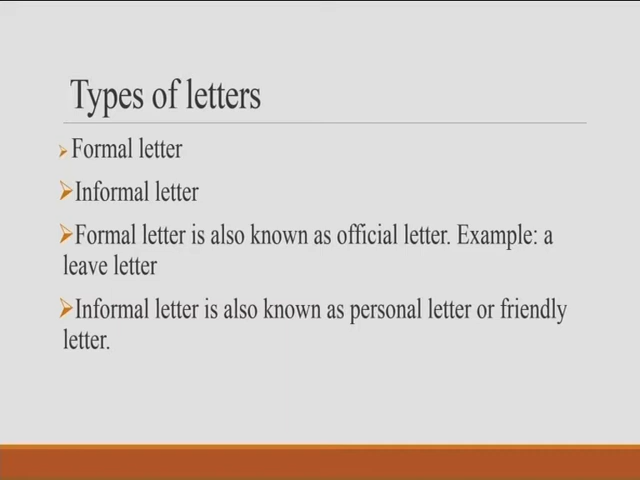 Types of letters
Formal letter
Informal letter
Formal letter is also known as official letter. Example: a
leave letter
Informal letter is also known as personal letter or friendly
letter.